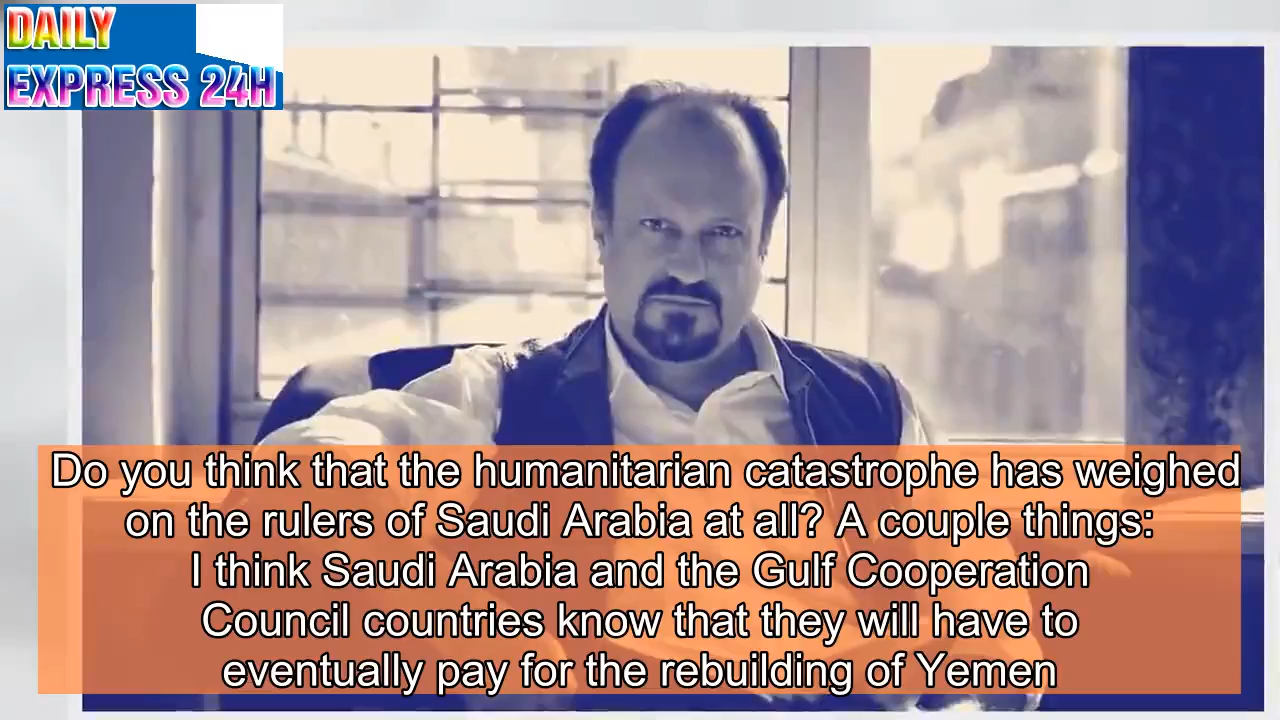 DAILY
EXPRESS 24H
Do you think that the humanitarian catastrophe has weighed
on the rulers of Saudi Arabia at all? A couple things:
I think Saudi Arabia and the Gulf Cooperation
Council countries know that they will have to
eventually pay for the rebuilding of Yemen